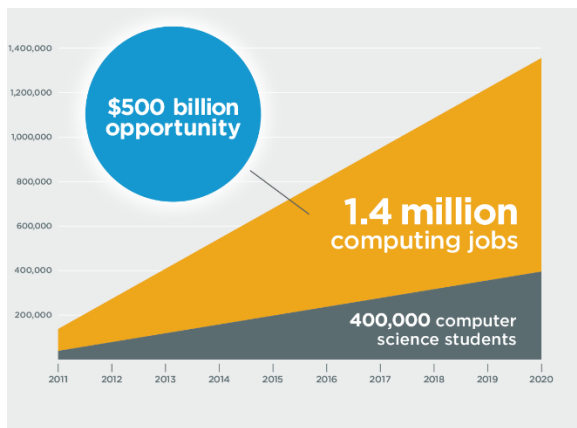 $500 billion
opportunity
1.4 million
computing jobs
400,000 computer
science students
1,400,000
1,200,000
1,000,000
800,000
600,000
400,000
200,000
2011 2012 2013 2014 2015 2016 2017 2018 2019 2020